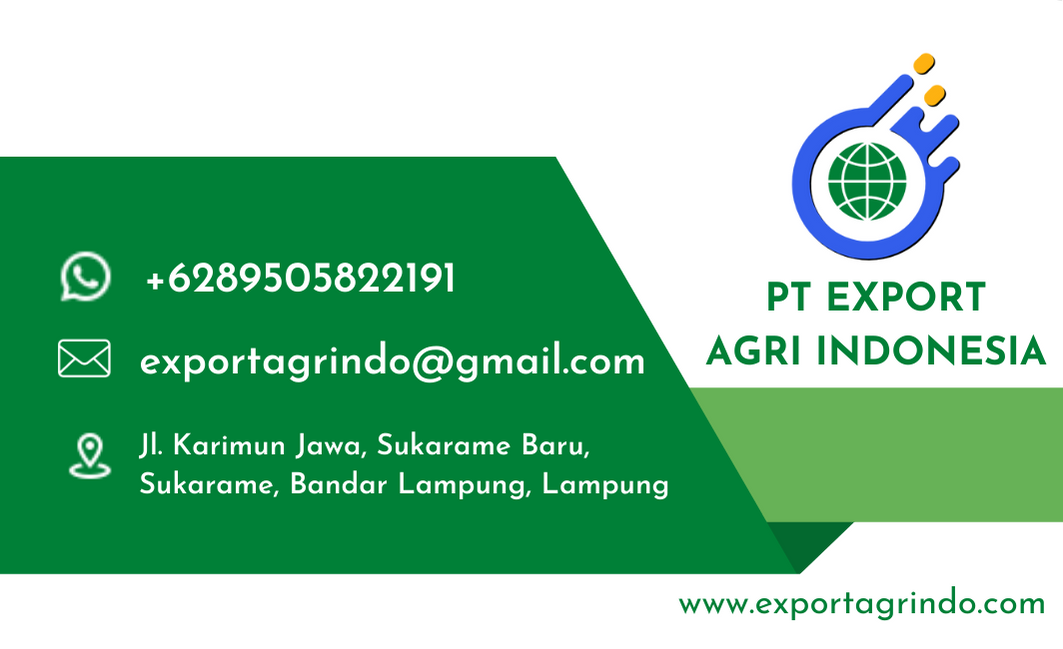 +6289505822191
exportagrindo@gmail.com
Jl. Karimun Jawa, Sukarame Baru,
Sukarame, Bandar Lampung, Lampung
PT EXPORT
AGRI INDONESIA
www.exportagrindo.com